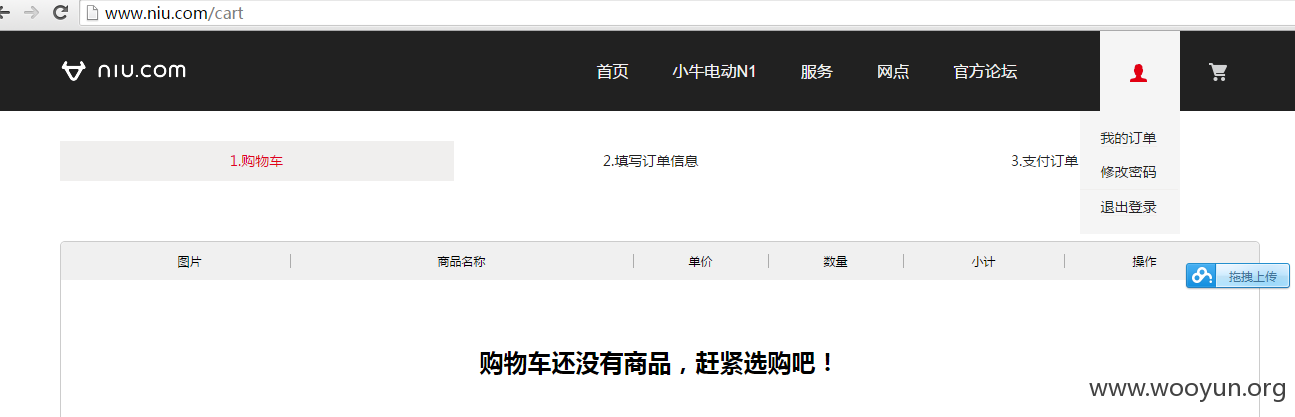 www.niu.com/cart
niu.com 首页 小牛电动N1 服务 网点 官方论坛
我的订单
1.购物车 2.填写订单信息 3.支付订单
修改密码
退出登录
图片 商品名称 单价 数量 小计 操作
拖拽上传
购物车还没有商品，赶紧选购吧！
www.wooyun.org